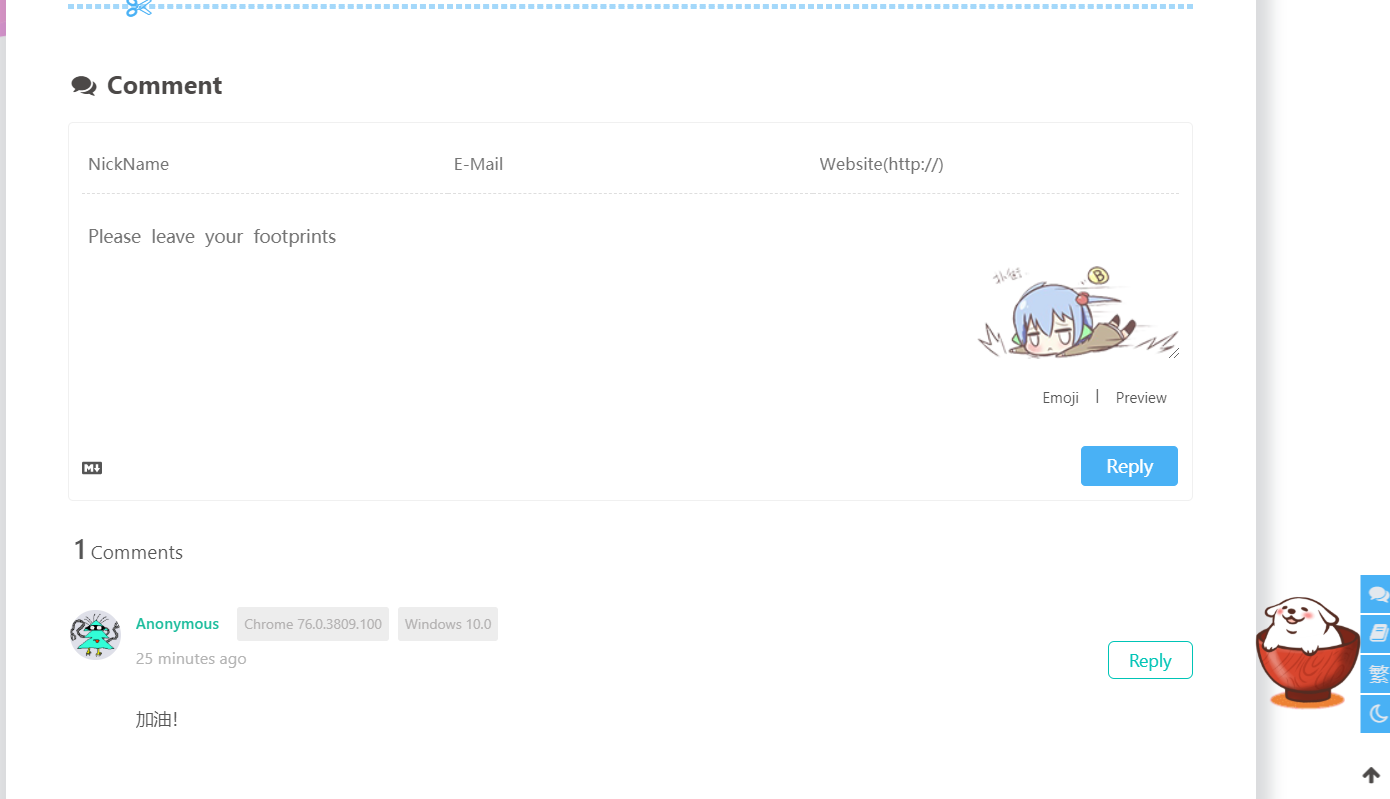 Comment
NickName E-Mail Website(http://)
Please leave your footprints
B
Emoji | Preview
M
Reply
1 Comments
Anonymous Chrome 76.0.3809.100 Windows 10.0
25 minutes ago
Reply
加油!
繁